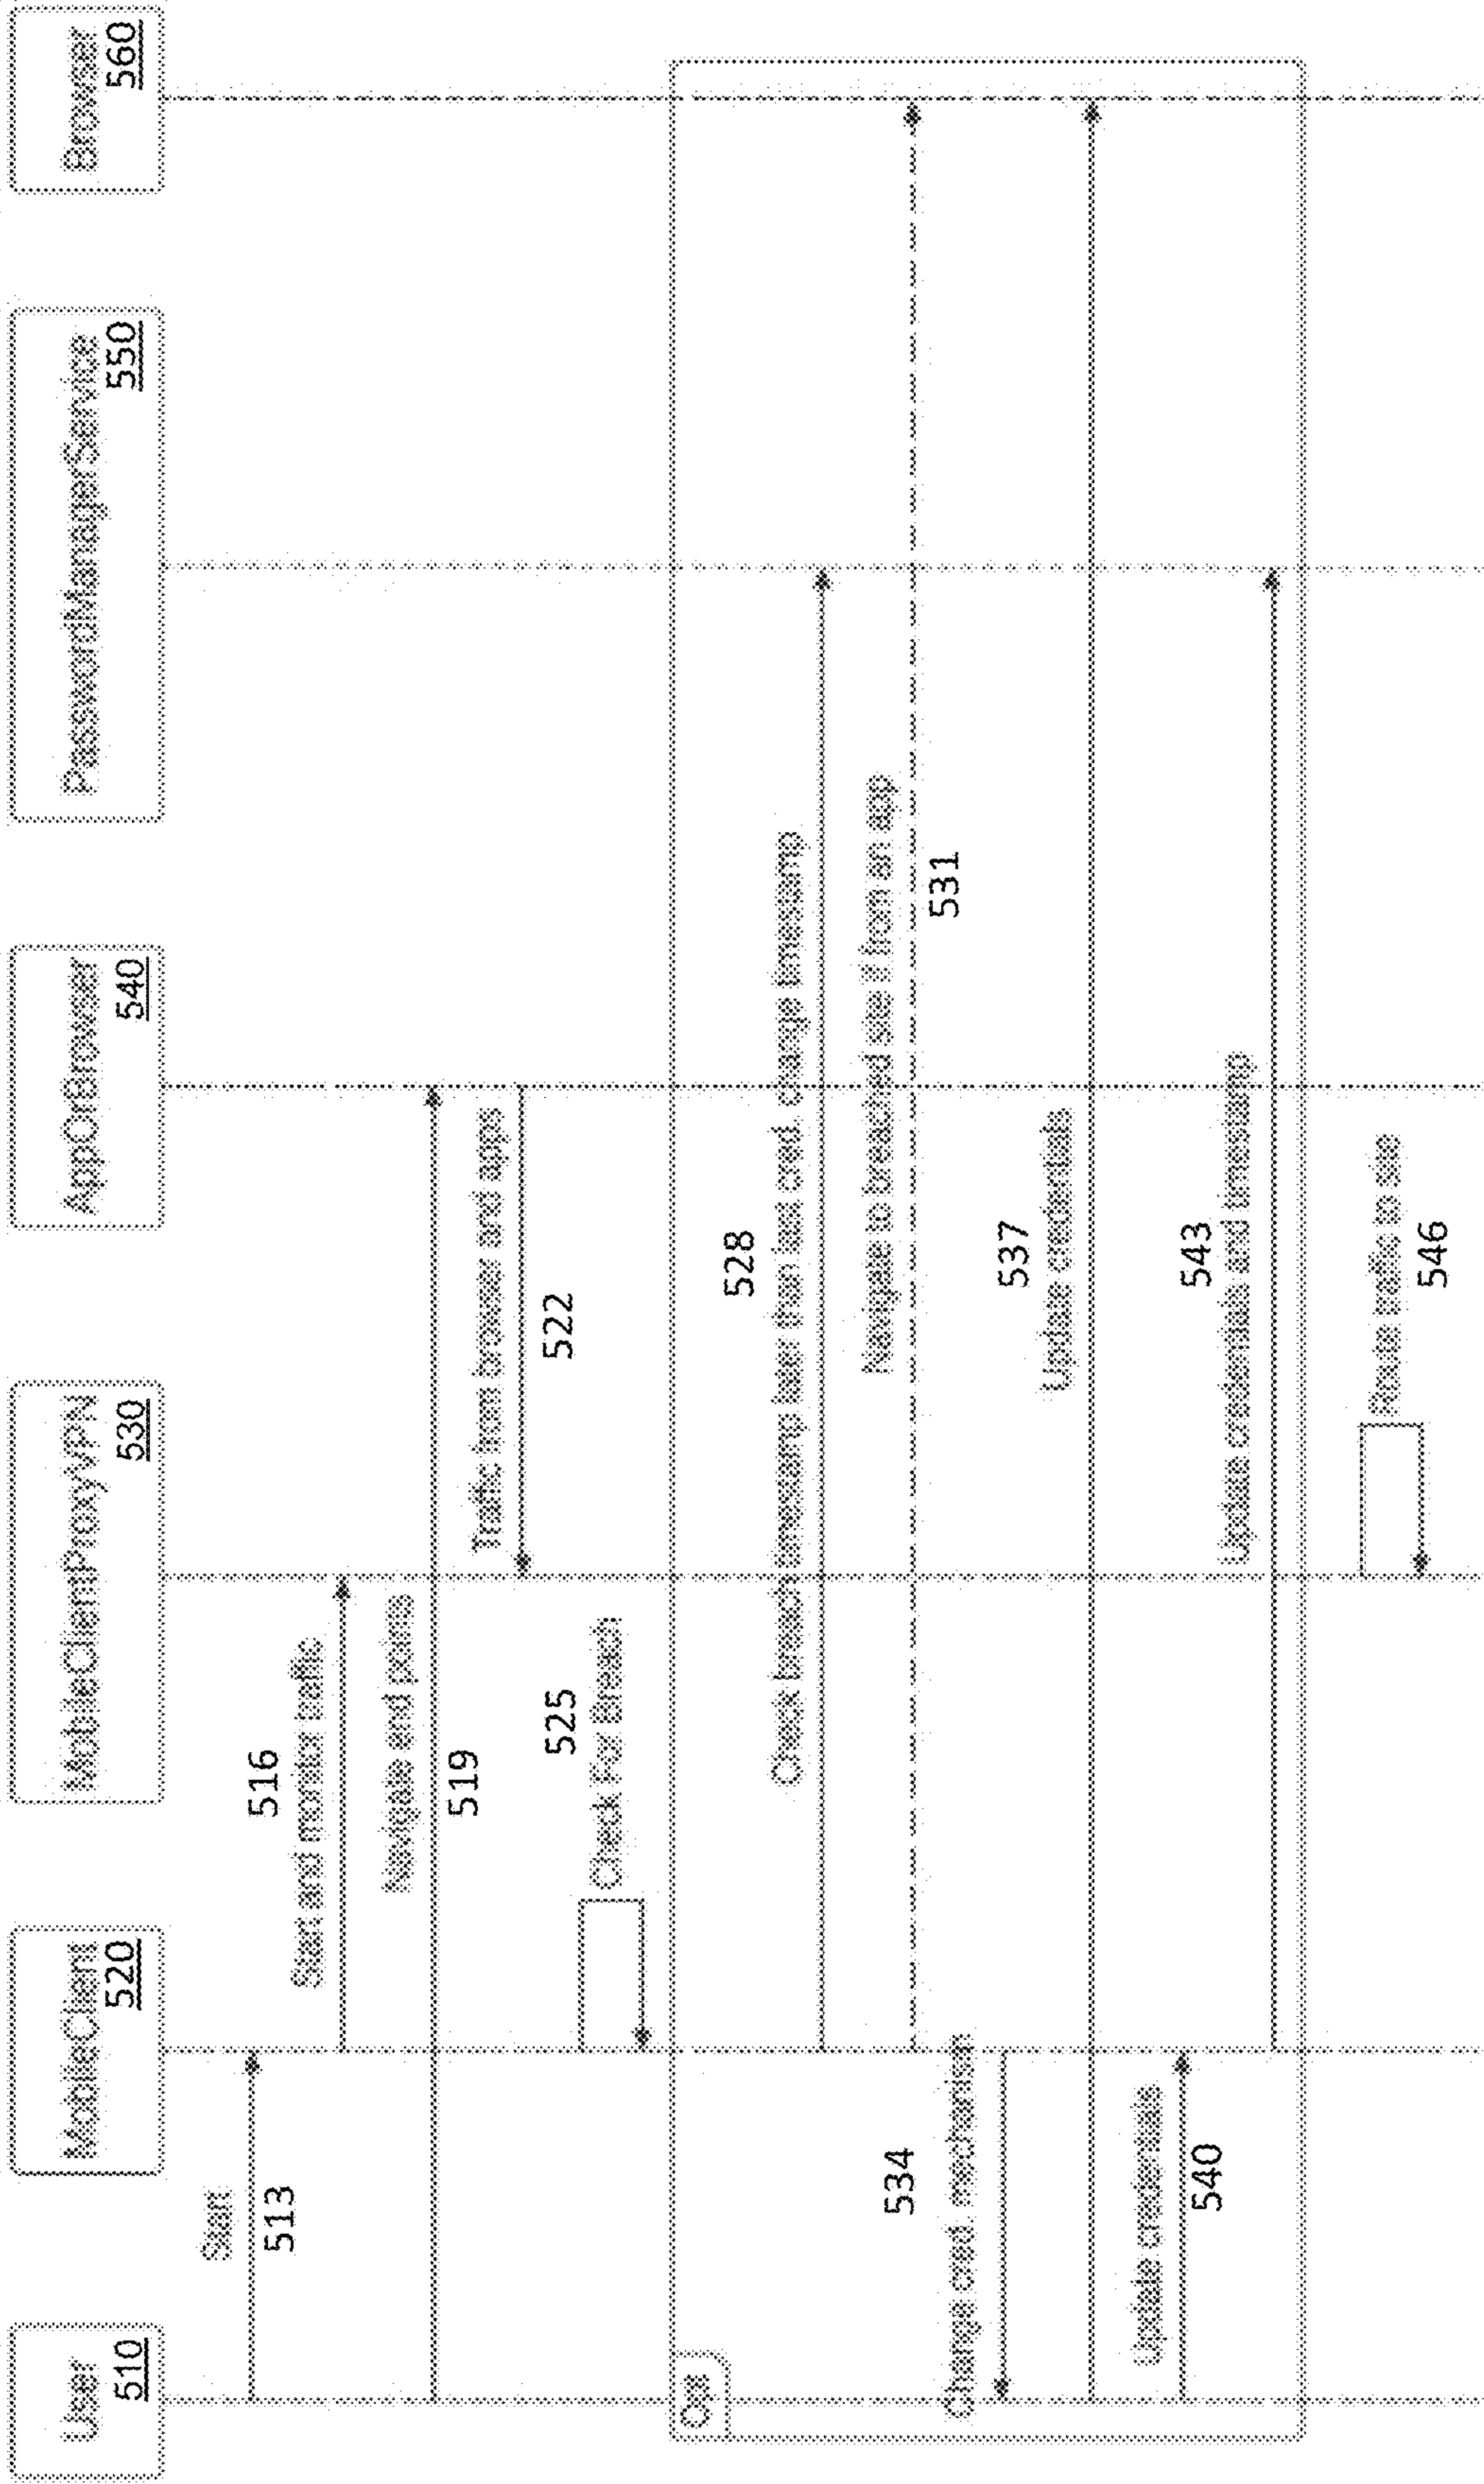 User
510
MobileClient
520
MobileClientProxyVPN
530
AppOrBrowser
540
PasswordManagerService
550
Browser
560
Start
513
516
Start and monitor traffic
Navigate and points
519
Traffic from browser and apps
522
525
Check For Breach
Opt
528
Check breach timestamp later than last cred. change timestamp
Navigate to breached site if from an app
531
534
Change cred. mechanism
537
Update credentials
Update credentials
540
543
Update credentials and timestamp
Route traffic to site
546